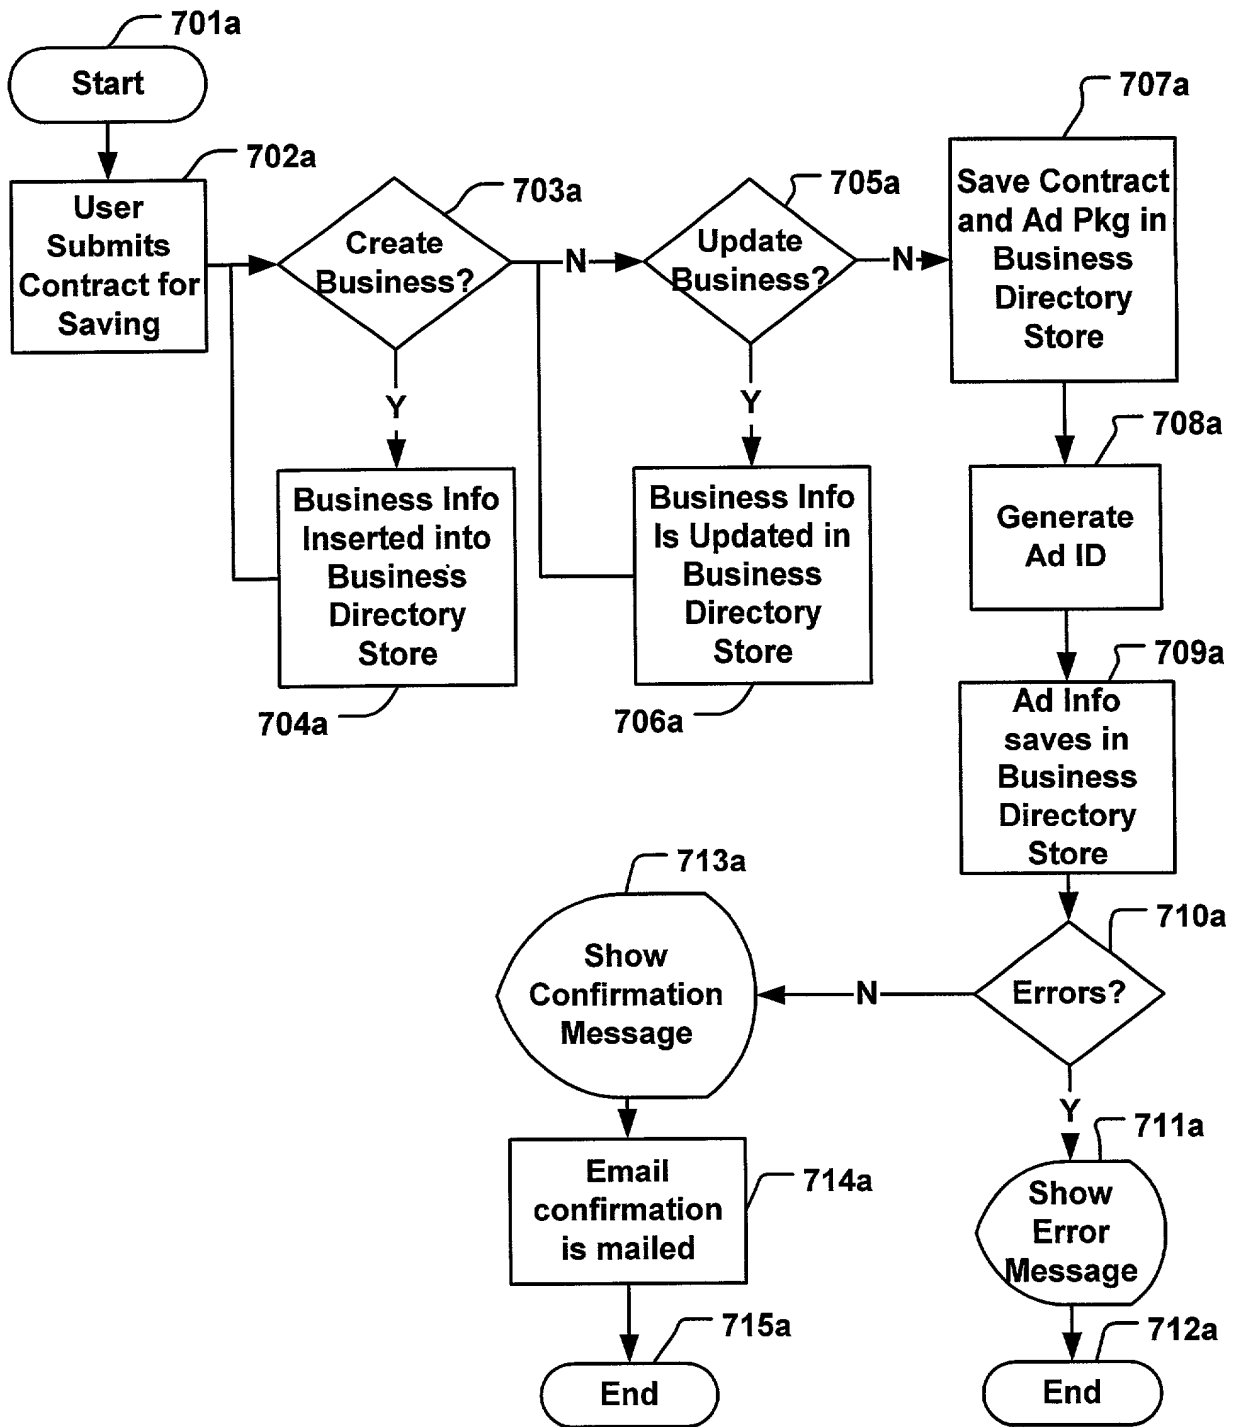 701a
Start
702a
User
Submits
Contract for
Saving
703a
Create
Business?
N
Y
Business Info
Inserted into
Business
Directory
Store
704a
705a
Update
Business?
N
Y
Business Info
Is Updated in
Business
Directory
Store
706a
707a
Save Contract
and Ad Pkg in
Business
Directory
Store
708a
Generate
Ad ID
709a
Ad Info
saves in
Business
Directory
Store
710a
Errors?
N
Y
711a
Show
Error
Message
712a
End
713a
Show
Confirmation
Message
714a
Email
confirmation
is mailed
715a
End